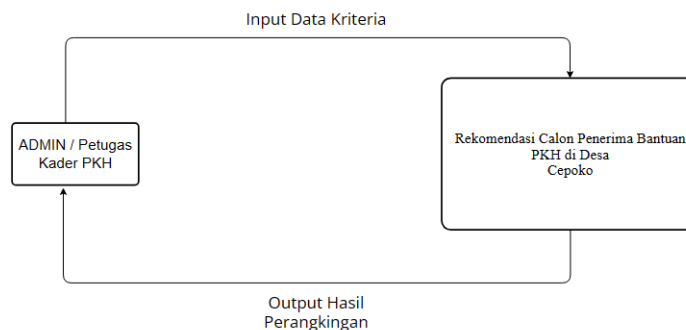 Input Data Kriteria
ADMIN / Petugas
Kader PKH
Rekomendasi Calon Penerima Bantuan
PKH di Desa
Cepoko
Output Hasil
Perangkingan